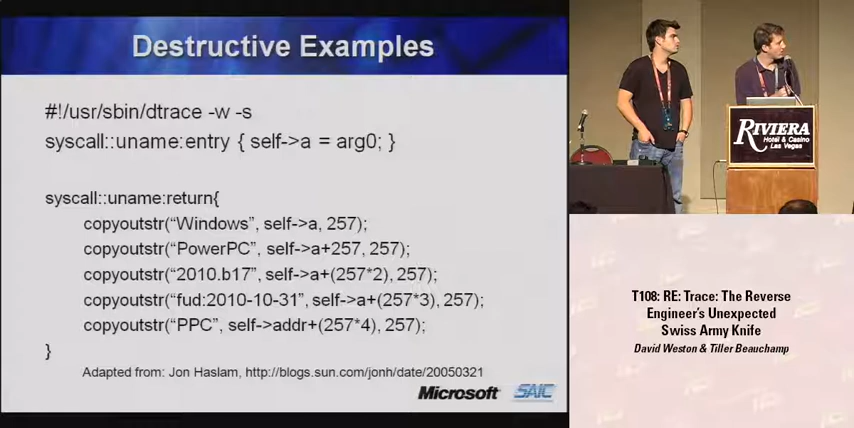 Destructive Examples
#!/usr/sbin/dtrace -w -s
syscall::uname:entry { self->a = arg0; }
syscall::uname:return{
copyoutstr(“Windows”, self->a, 257);
copyoutstr(“PowerPC”, self->a+257, 257);
copyoutstr(“2010.b17”, self->a+(257*2), 257);
copyoutstr(“fud:2010-10-31”, self->a+(257*3), 257);
copyoutstr(“PPC”, self->addr+(257*4), 257);
}
Adapted from: Jon Haslam, http://blogs.sun.com/jonh/date/20050321
Microsoft SAIC
RIVIERA
Hotel & Casino
Las Vegas
T108: RE: Trace: The Reverse
Engineer's Unexpected
Swiss Army Knife
David Weston & Tiller Beauchamp